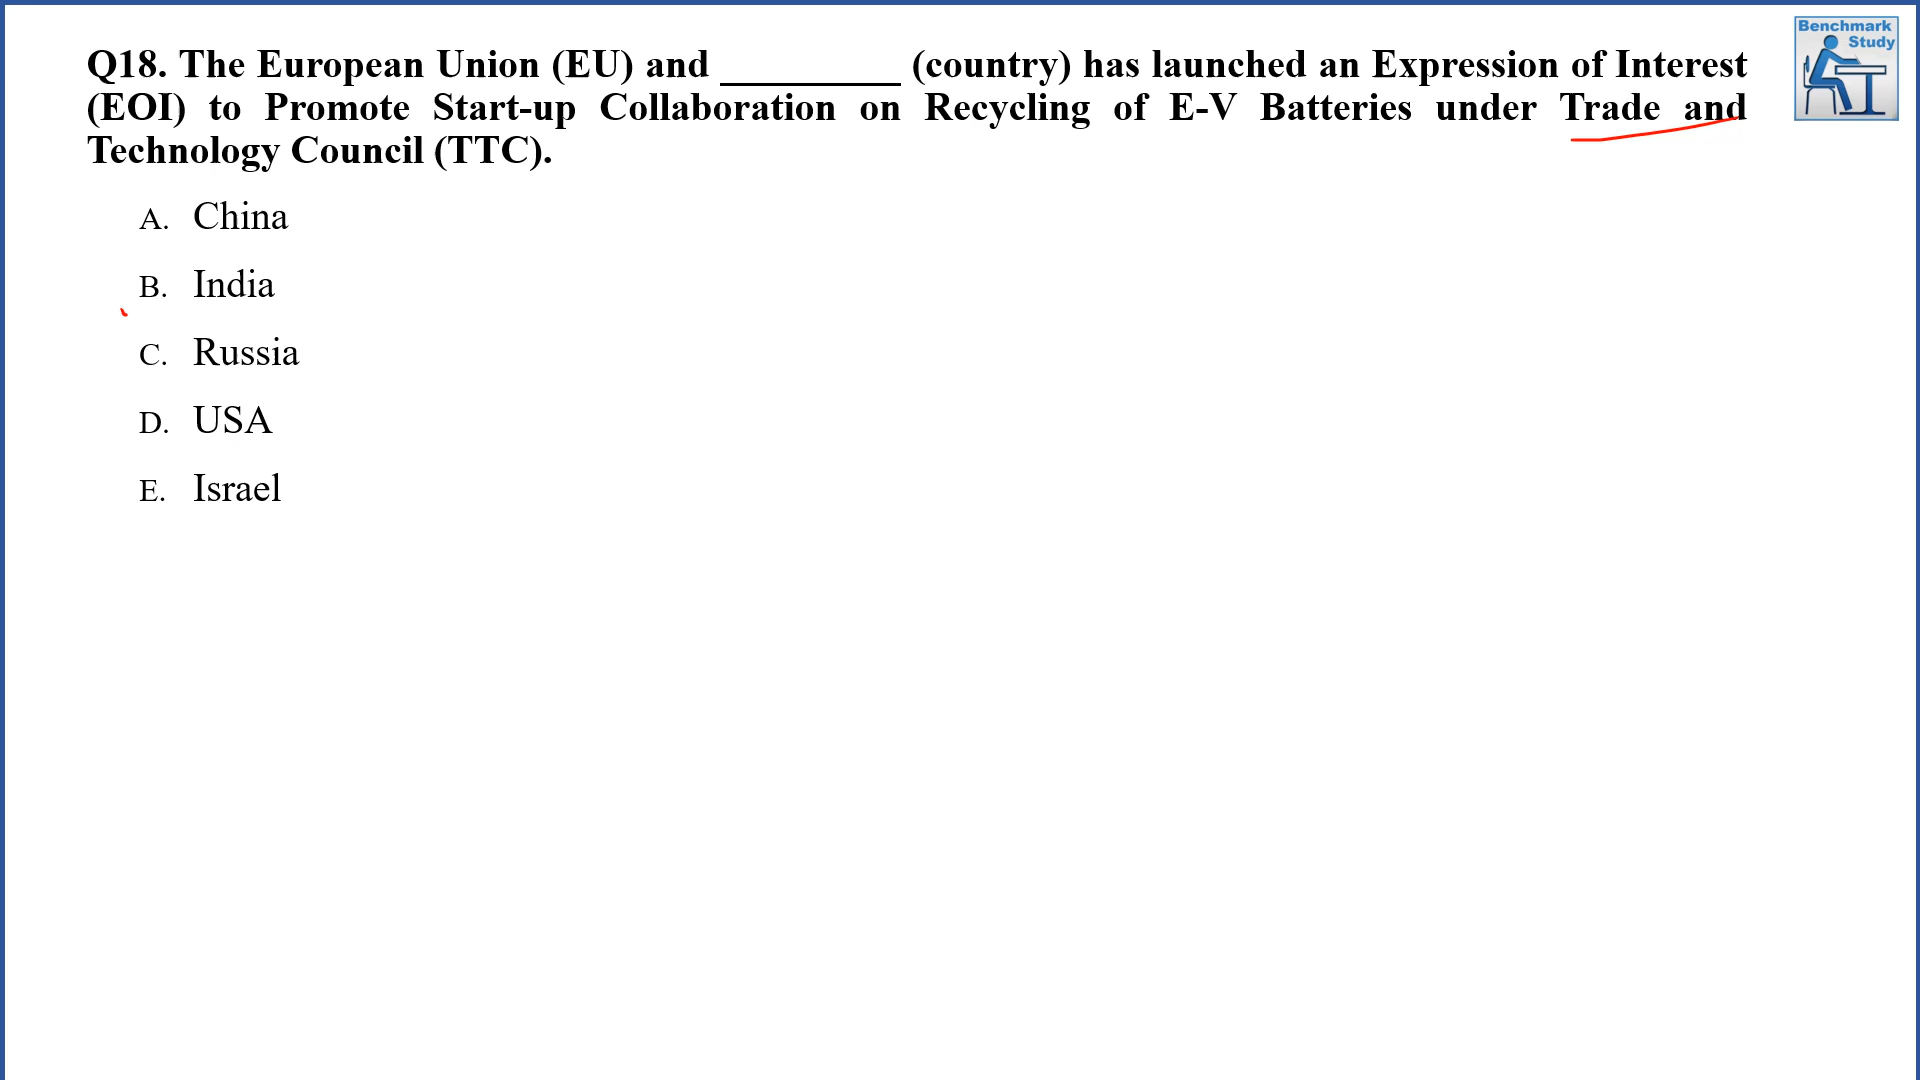 Benchmark
Study
Q18. The European Union (EU) and _________ (country) has launched an Expression of Interest
(EOI) to Promote Start-up Collaboration on Recycling of E-V Batteries under Trade and
Technology Council (TTC).
A. China
B. India
C. Russia
D. USA
E. Israel